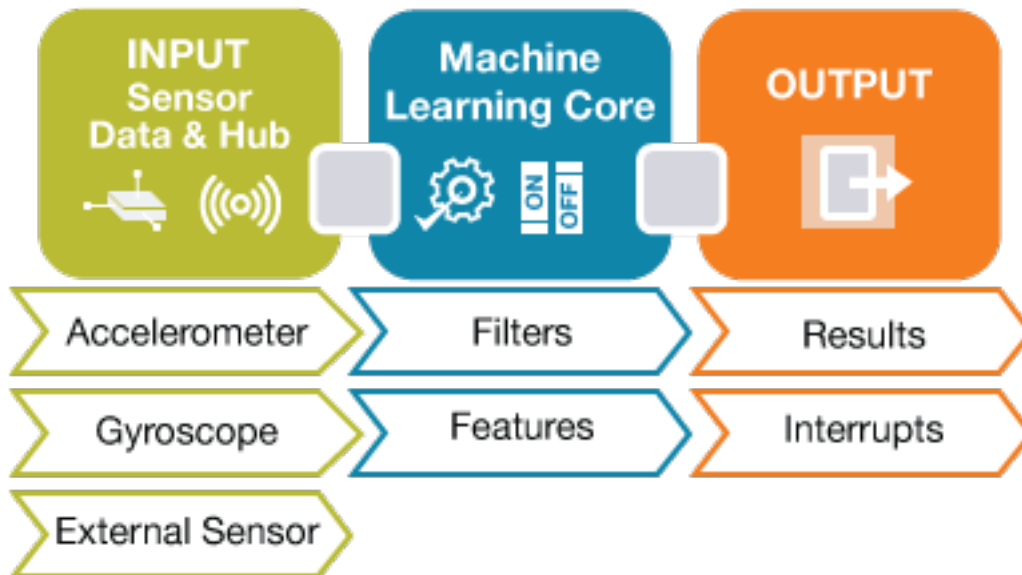 INPUT
Sensor
Data & Hub
Machine
Learning Core
ON
OFF
OUTPUT
Accelerometer
Filters
Results
Gyroscope
Features
Interrupts
External Sensor